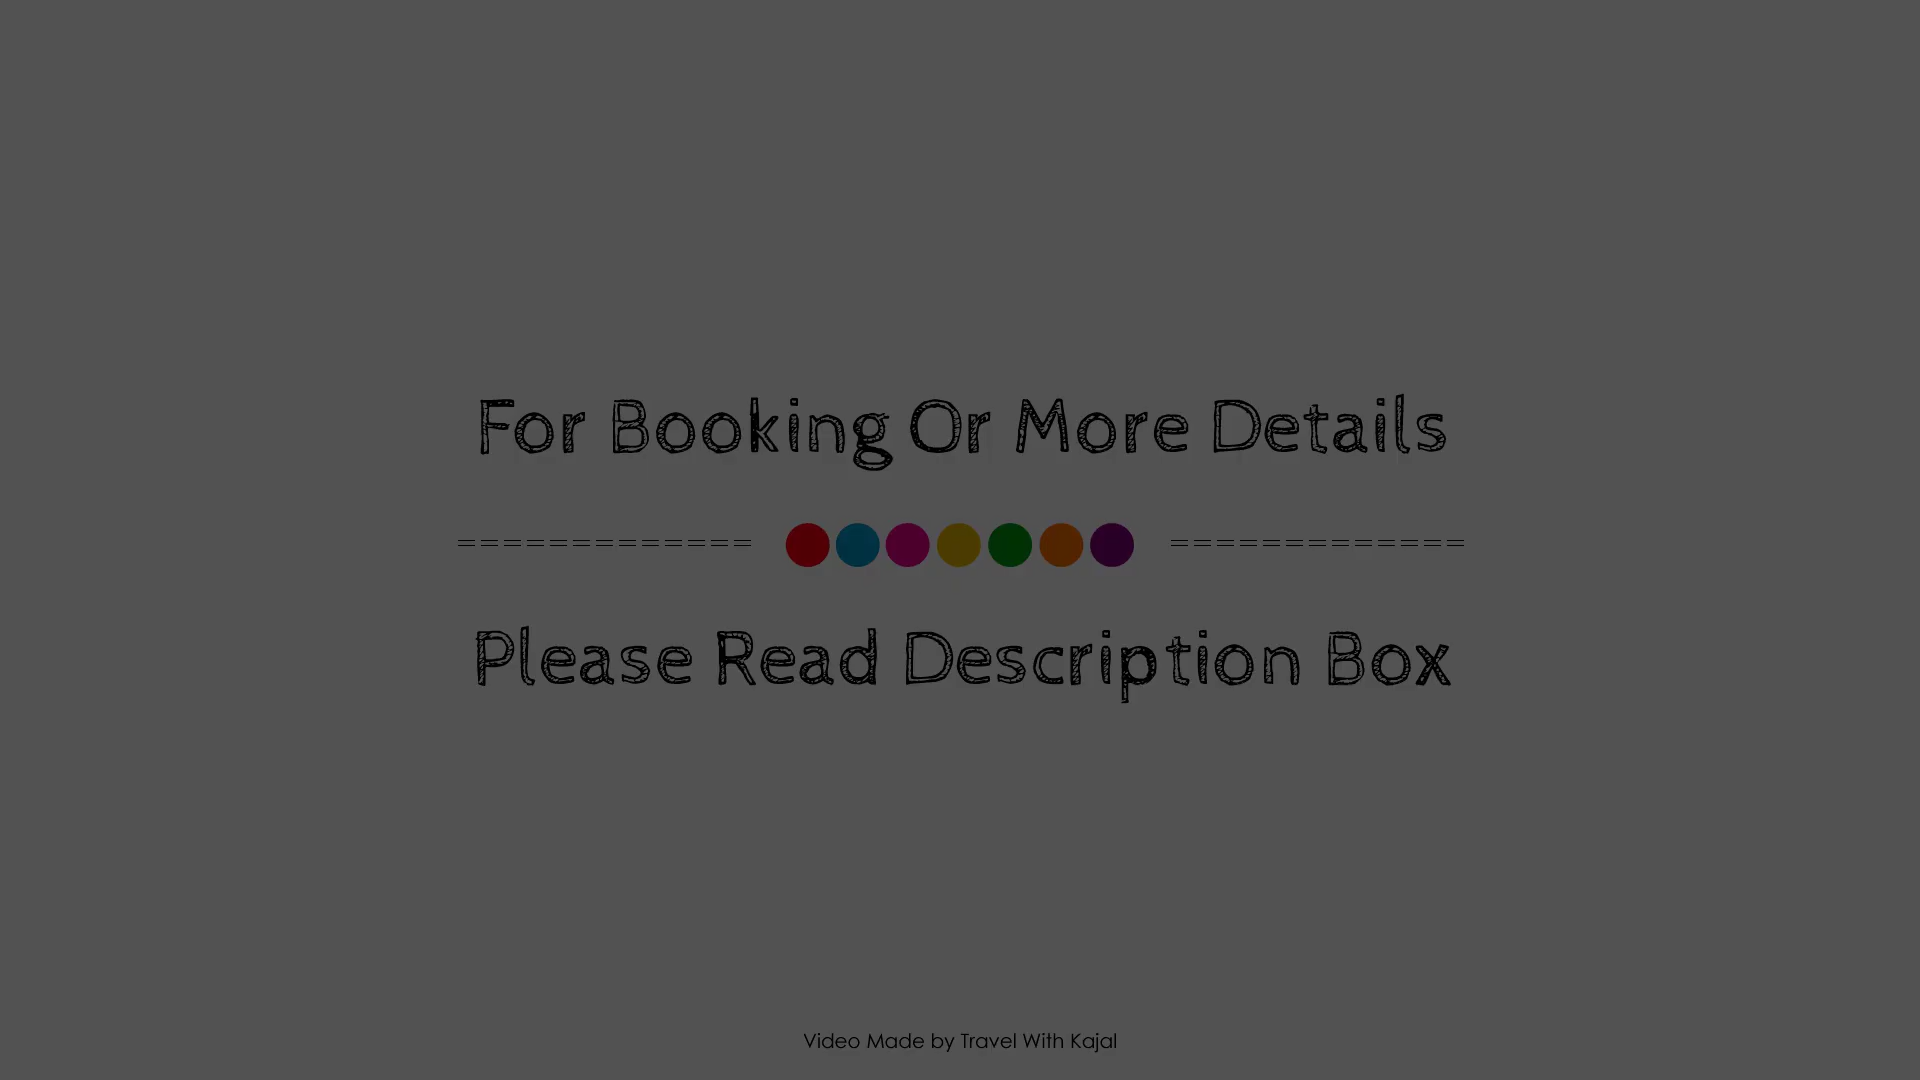 For Booking Or More Details
============= =============
Please Read Description Box
Video Made by Travel With Kajal